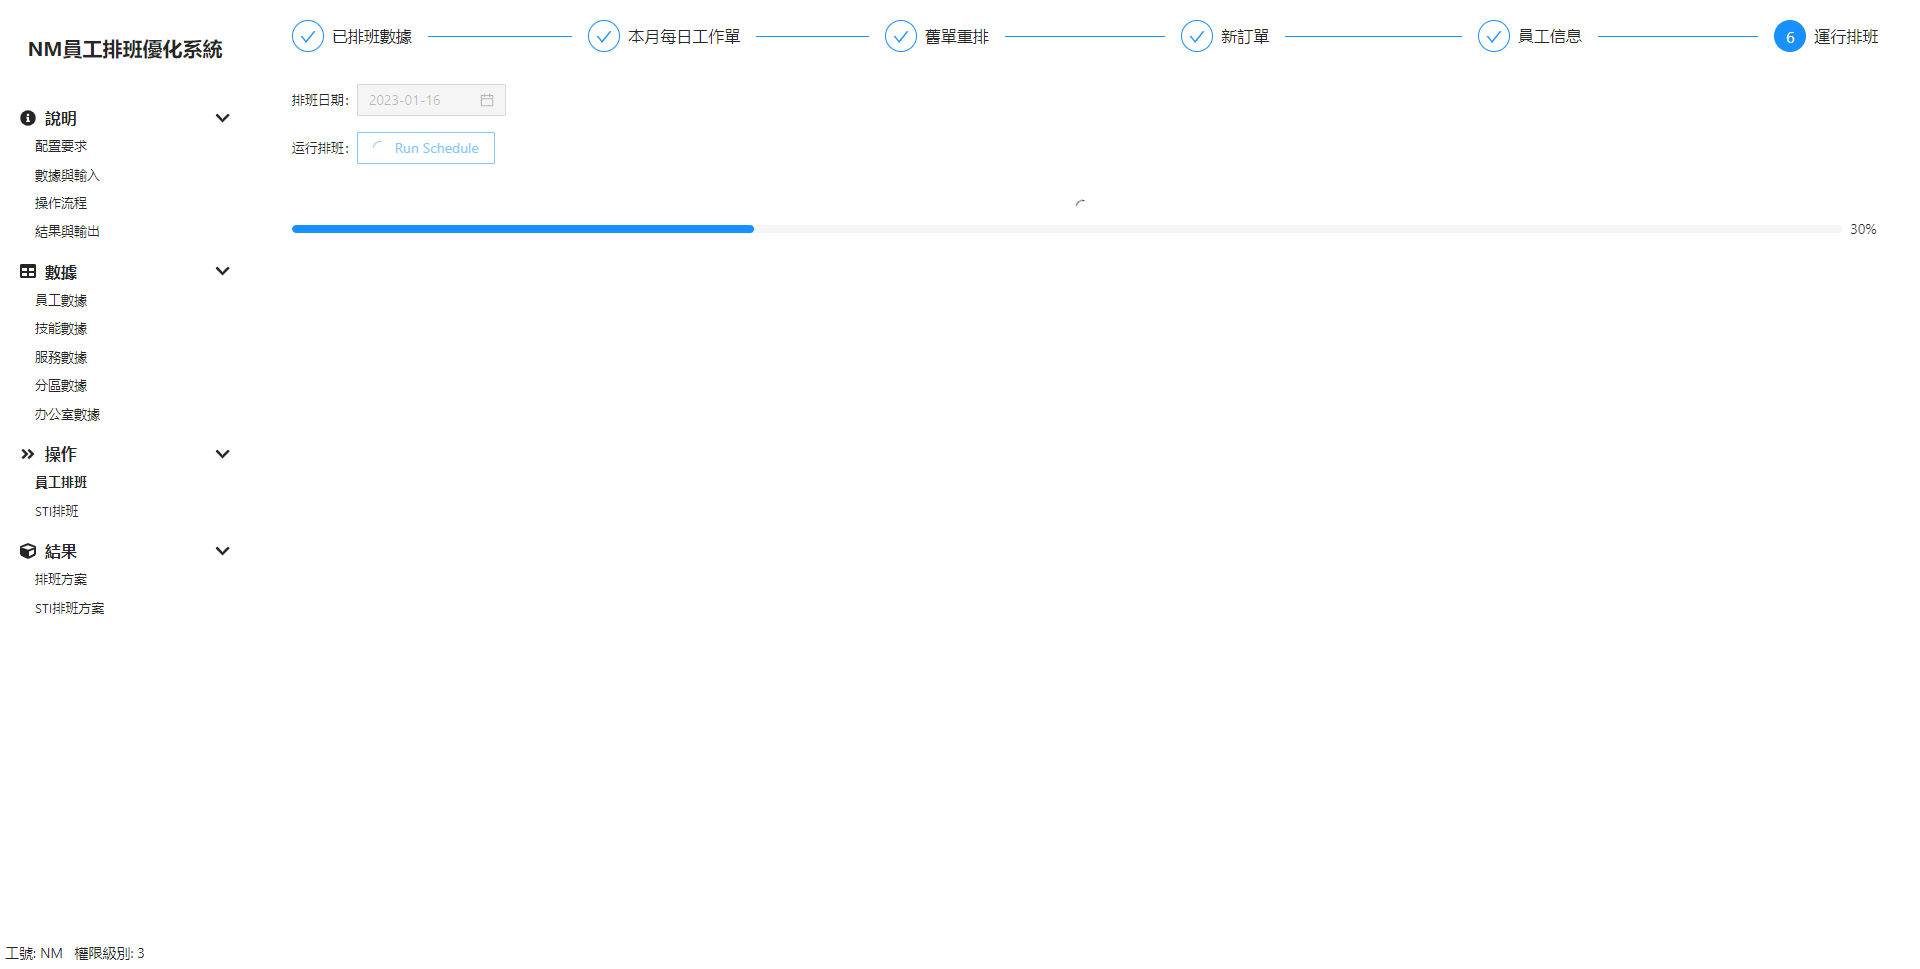 NM員工排班優化系統
說明
配置要求
數據與輸入
操作流程
結果與輸出
數據
員工數據
技能數據
服務數據
分區數據
办公室數據
操作
員工排班
STI排班
結果
排班方案
STI排班方案
工號: NM 權限級別: 3
已排班數據
本月每日工作單
舊單重排
新訂單
員工信息
6 運行排班
排班日期: 2023-01-16
运行排班: Run Schedule
30%